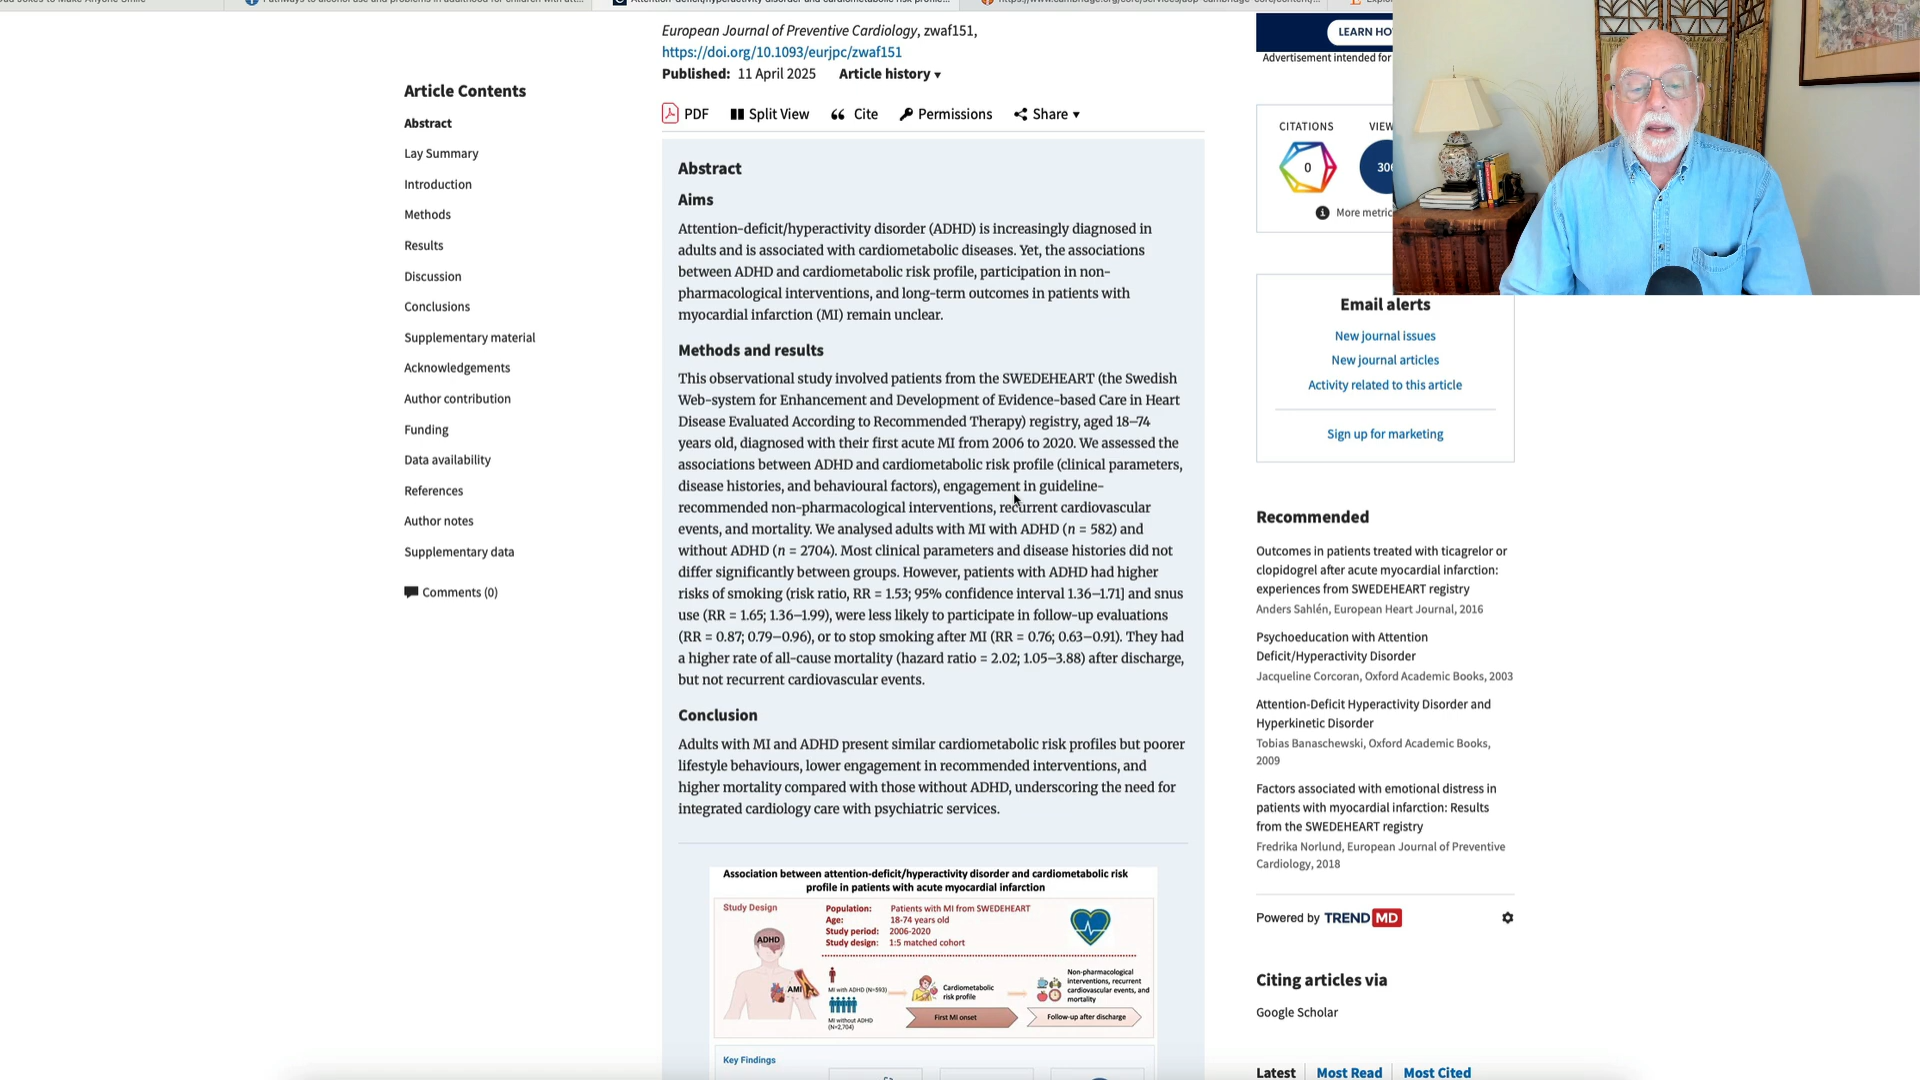 European Journal of Preventive Cardiology, zwaf151,
https://doi.org/10.1093/eurjpc/zwaf151
Published: 11 April 2025 Article history
Article Contents
Abstract
Lay Summary
Introduction
Methods
Results
Discussion
Conclusions
Supplementary material
Acknowledgements
Author contribution
Funding
Data availability
References
Author notes
Supplementary data
Comments (0)
PDF Split View Cite Permissions Share
Abstract
Aims
Attention-deficit/hyperactivity disorder (ADHD) is increasingly diagnosed in
adults and is associated with cardiometabolic diseases. Yet, the associations
between ADHD and cardiometabolic risk profile, participation in non-
pharmacological interventions, and long-term outcomes in patients with
myocardial infarction (MI) remain unclear.
Methods and results
This observational study involved patients from the SWEDEHEART (the Swedish
Web-system for Enhancement and Development of Evidence-based Care in Heart
Disease Evaluated According to Recommended Therapy) registry, aged 18–74
years old, diagnosed with their first acute MI from 2006 to 2020. We assessed the
associations between ADHD and cardiometabolic risk profile (clinical parameters,
disease histories, and behavioural factors), engagement in guideline-
recommended non-pharmacological interventions, recurrent cardiovascular
events, and mortality. We analysed adults with MI with ADHD (n = 582) and
without ADHD (n = 2704). Most clinical parameters and disease histories did not
differ significantly between groups. However, patients with ADHD had higher
risks of smoking (risk ratio, RR = 1.53; 95% confidence interval 1.36–1.71] and snus
use (RR = 1.65; 1.36–1.99), were less likely to participate in follow-up evaluations
(RR = 0.87; 0.79–0.96), or to stop smoking after MI (RR = 0.76; 0.63–0.91). They had
a higher rate of all-cause mortality (hazard ratio = 2.02; 1.05–3.88) after discharge,
but not recurrent cardiovascular events.
Conclusion
Adults with MI and ADHD present similar cardiometabolic risk profiles but poorer
lifestyle behaviours, lower engagement in recommended interventions, and
higher mortality compared with those without ADHD, underscoring the need for
integrated cardiology care with psychiatric services.
Association between attention-deficit/hyperactivity disorder and cardiometabolic risk
profile in patients with acute myocardial infarction
Study Design
Population: Patients with MI from SWEDEHEART
Age: 18-74 years old
Study period: 2006-2020
Study design: 1:5 matched cohort
ADHD
AMI
MI with ADHD (N=593)
MI without ADHD
(N=2,704)
Cardiometabolic
risk profile
Non-pharmacological
interventions, recurrent
cardiovascular events, and
mortality
First MI onset
Follow-up after discharge
Key Findings
LEARN HO
Advertisement intended for
CITATIONS VIEW
0 306
More metric
Email alerts
New journal issues
New journal articles
Activity related to this article
Sign up for marketing
Recommended
Outcomes in patients treated with ticagrelor or
clopidogrel after acute myocardial infarction:
experiences from SWEDEHEART registry
Anders Sahlén, European Heart Journal, 2016
Psychoeducation with Attention
Deficit/Hyperactivity Disorder
Jacqueline Corcoran, Oxford Academic Books, 2003
Attention-Deficit Hyperactivity Disorder and
Hyperkinetic Disorder
Tobias Banaschewski, Oxford Academic Books,
2009
Factors associated with emotional distress in
patients with myocardial infarction: Results
from the SWEDEHEART registry
Fredrika Norlund, European Journal of Preventive
Cardiology, 2018
Powered by TREND MD
Citing articles via
Google Scholar
Latest Most Read Most Cited